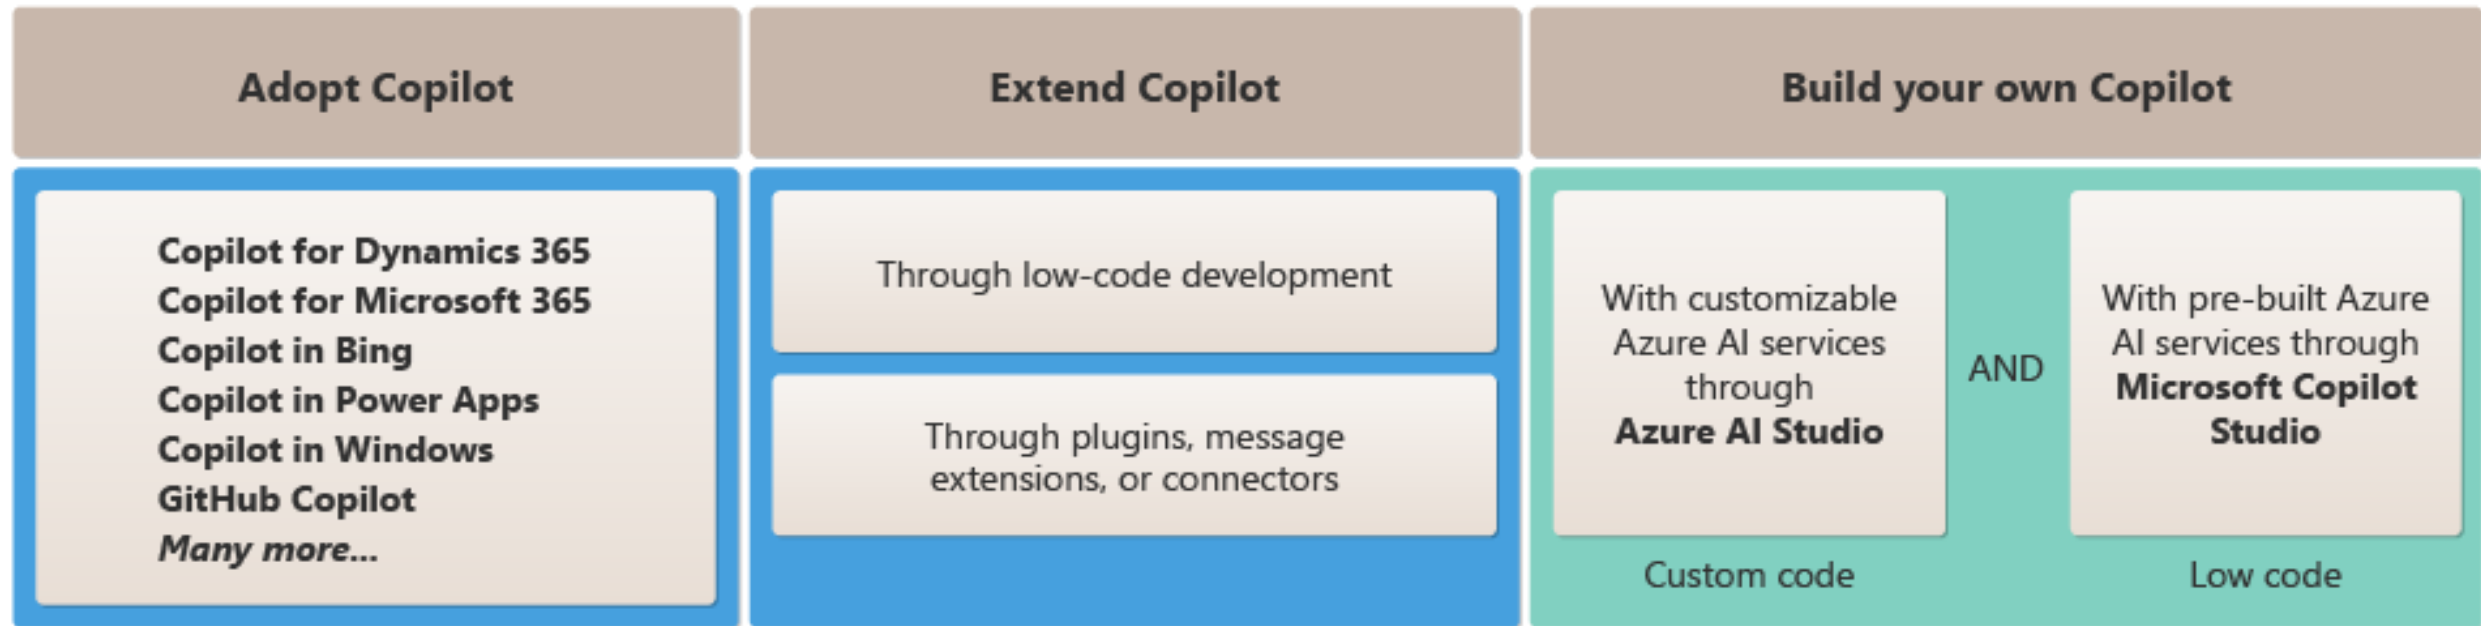 Adopt Copilot
Extend Copilot
Build your own Copilot
Copilot for Dynamics 365
Copilot for Microsoft 365
Copilot in Bing
Copilot in Power Apps
Copilot in Windows
GitHub Copilot
Many more...
Through low-code development
Through plugins, message
extensions, or connectors
With customizable
Azure AI services
through
Azure AI Studio
Custom code
AND
With pre-built Azure
AI services through
Microsoft Copilot
Studio
Low code